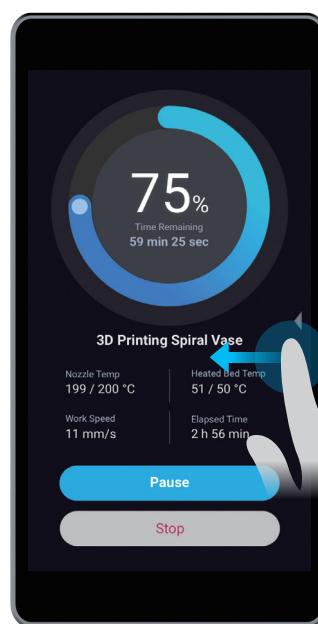 75%
Time Remaining
59 min 25 sec
3D Printing Spiral Vase
Nozzle Temp
199 / 200 °C
Heated Bed Temp
51 / 50 °C
Work Speed
11 mm/s
Elapsed Time
2 h 56 min
Pause
Stop